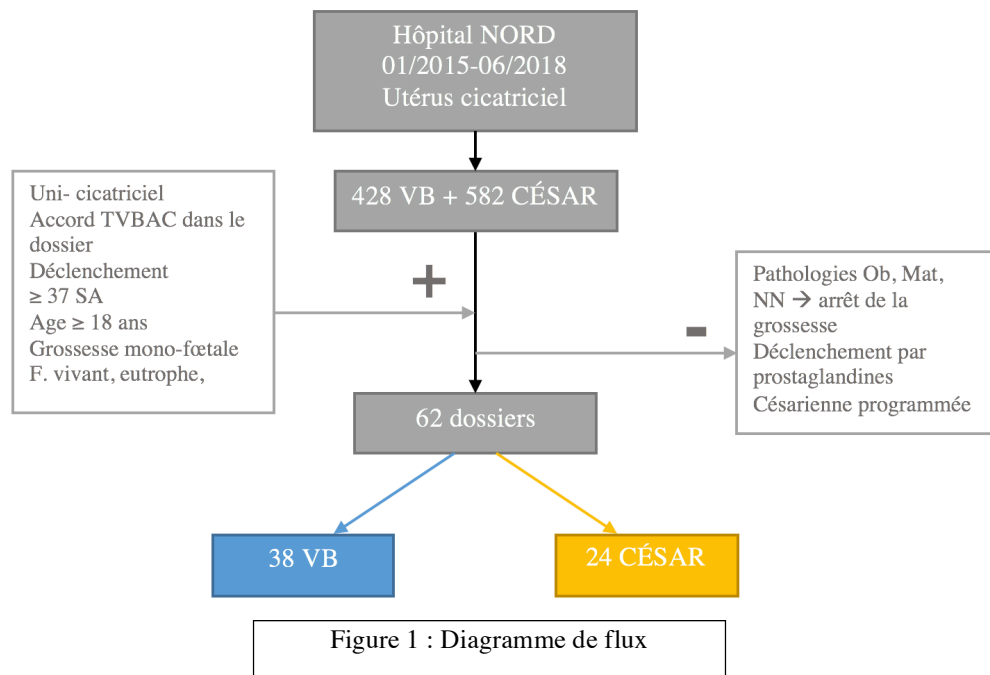 Hôpital NORD
01/2015-06/2018
Utérus cicatriciel
428 VB + 582 CÉSAR
Uni- cicatriciel
Accord TVBAC dans le
dossier
Déclenchement
≥ 37 SA
Age ≥ 18 ans
Grossesse mono-fœtale
F. vivant, eutrophe,
+
-
Pathologies Ob, Mat,
NN → arrêt de la
grossesse
Déclenchement par
prostaglandines
Césarienne programmée
62 dossiers
38 VB
24 CÉSAR
Figure 1 : Diagramme de flux